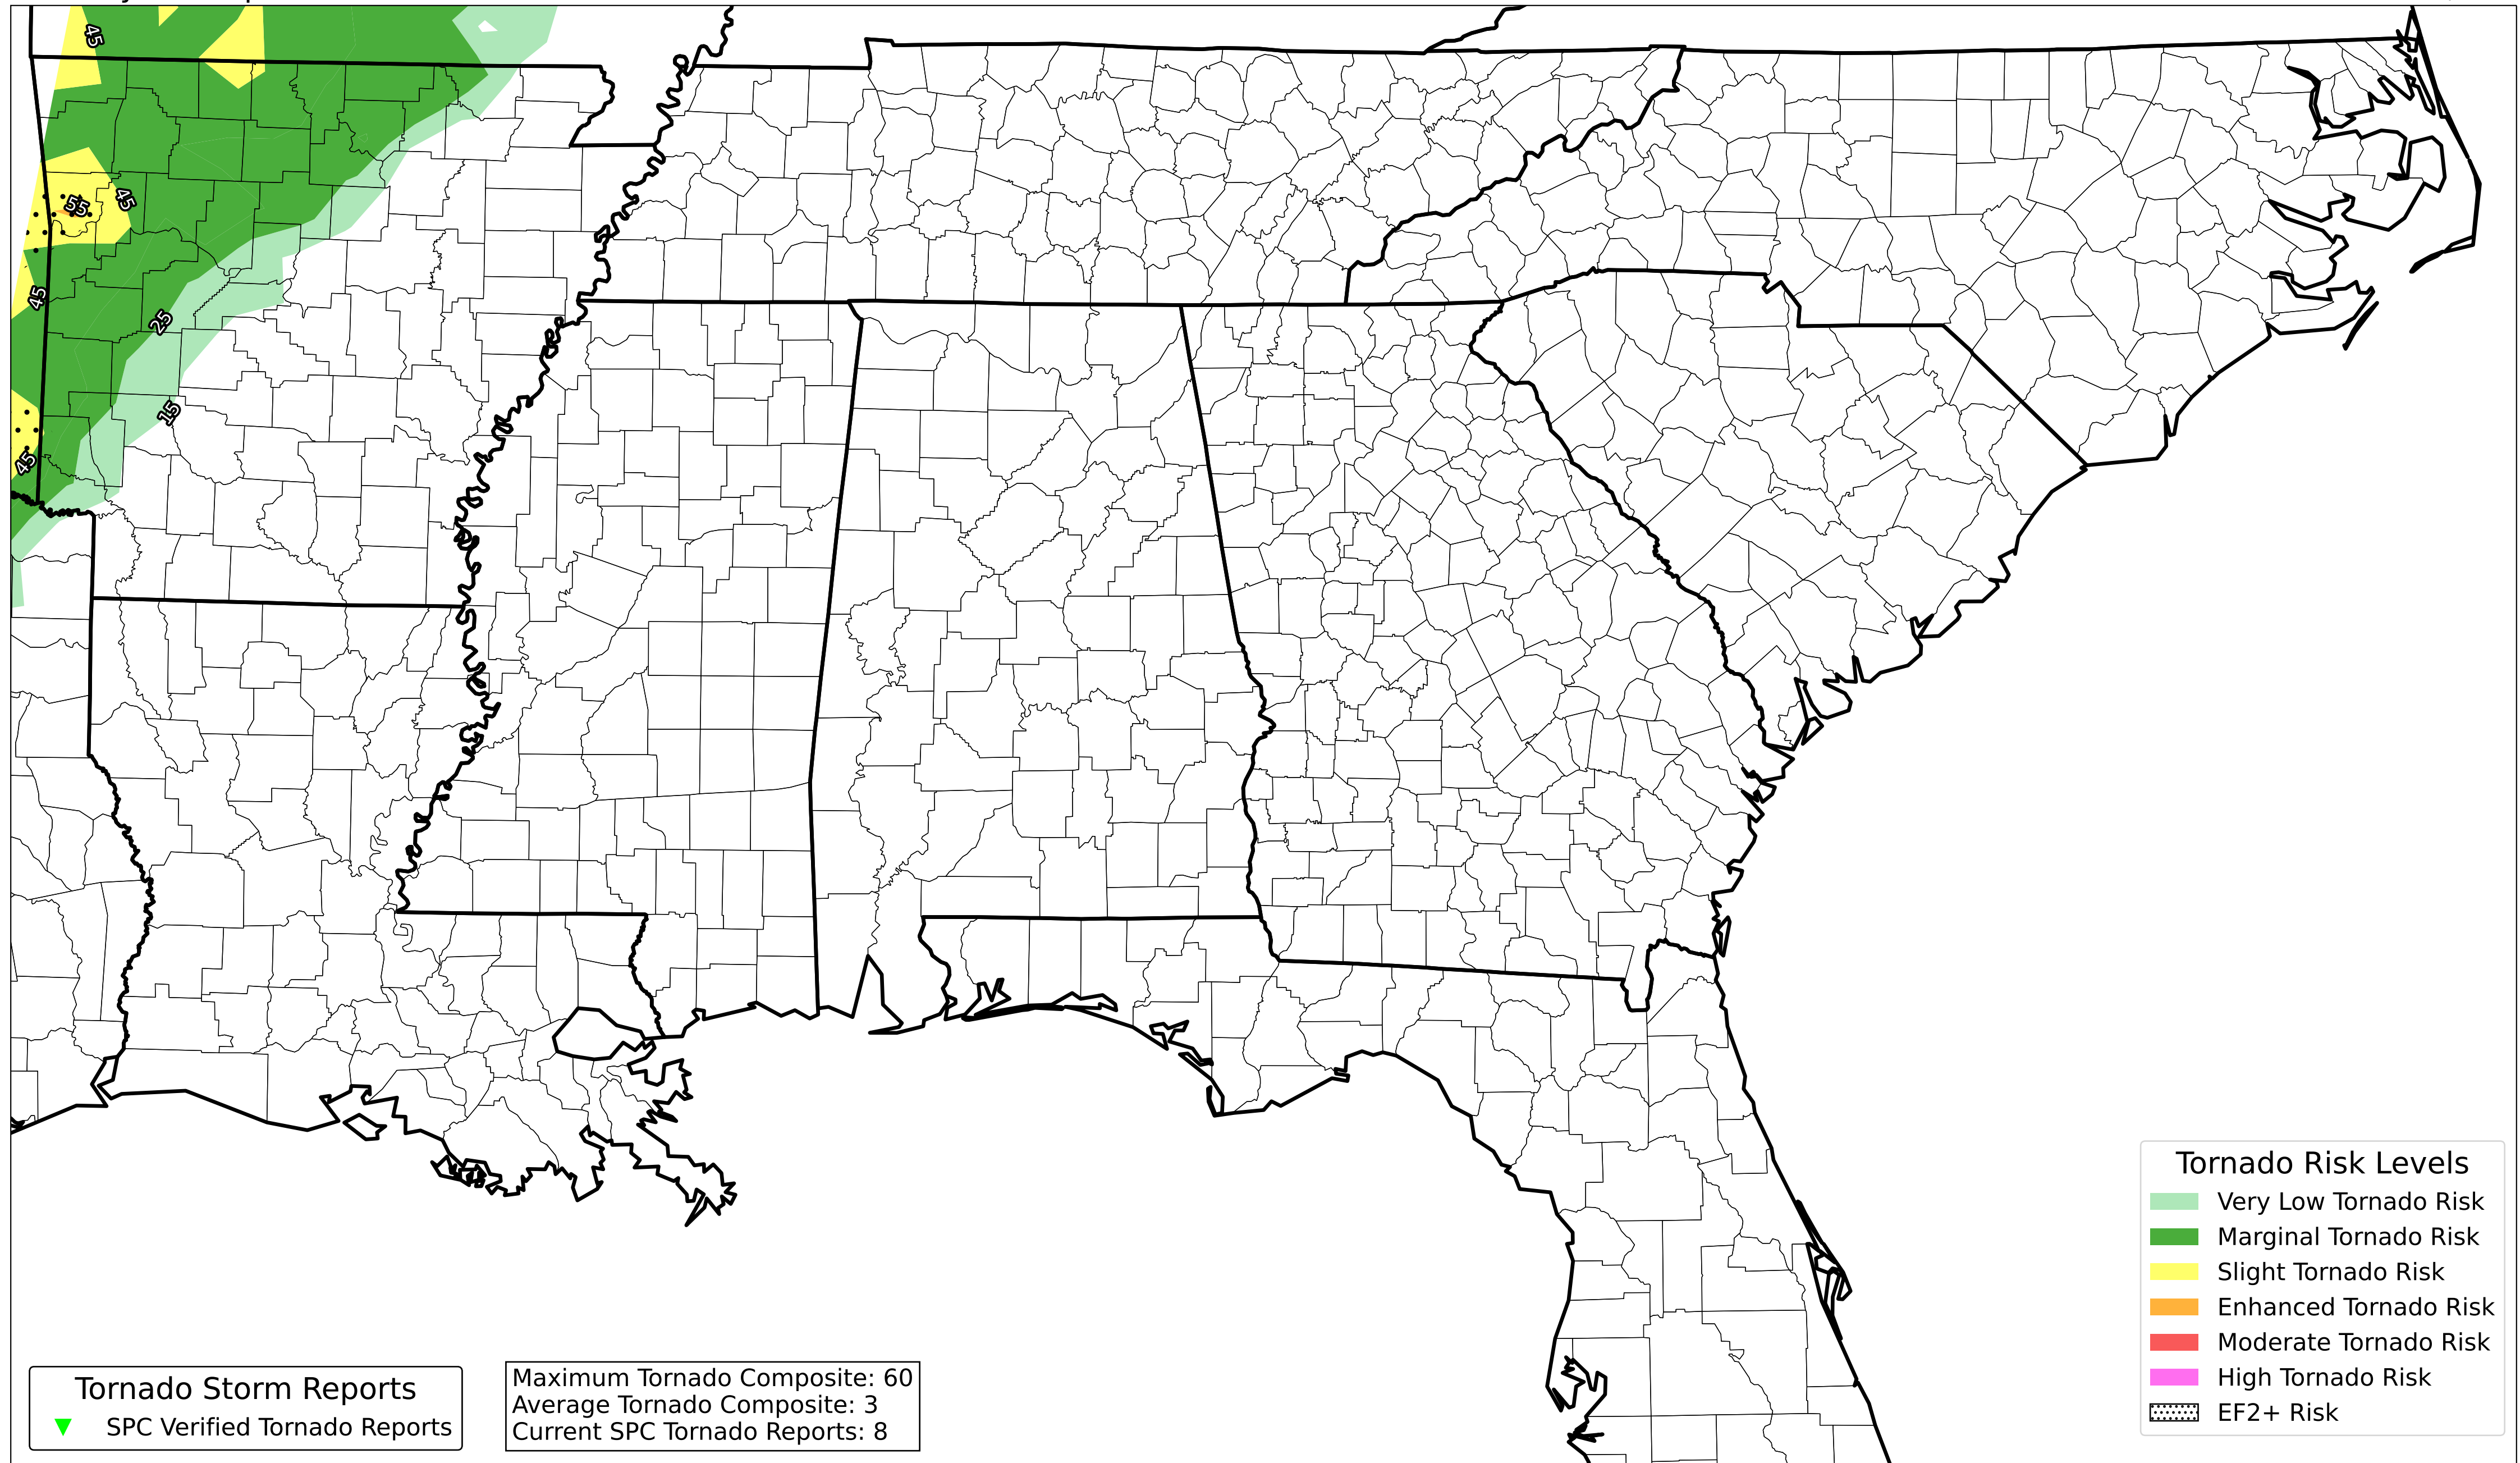 45
55
45
45
25
15
45
Tornado Risk Levels
Very Low Tornado Risk
Marginal Tornado Risk
Slight Tornado Risk
Enhanced Tornado Risk
Moderate Tornado Risk
High Tornado Risk
EF2+ Risk
Tornado Storm Reports
SPC Verified Tornado Reports
Maximum Tornado Composite: 60
Average Tornado Composite: 3
Current SPC Tornado Reports: 8